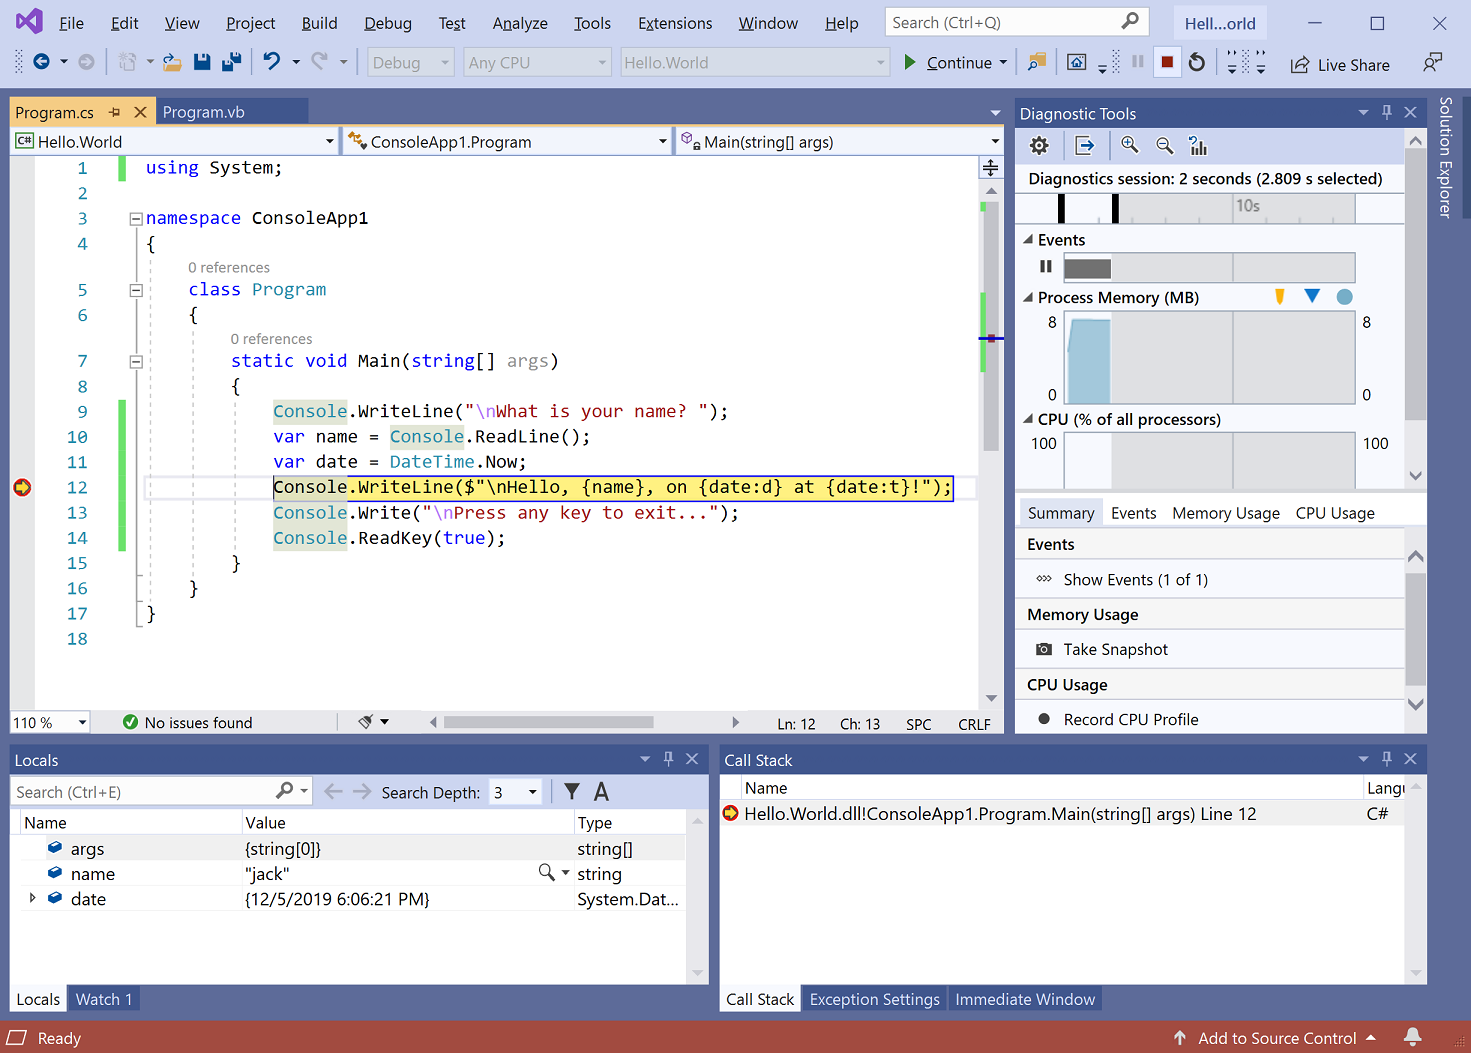 File Edit View Project Build Debug Test Analyze Tools Extensions Window Help Search (Ctrl+Q) Hell...orld
Debug Any CPU Hello.World Continue Live Share
Program.cs Program.vb
C# Hello.World ConsoleApp1.Program Main(string[] args)
1 using System;
2
3 namespace ConsoleApp1
4 {
0 references
5 class Program
6 {
0 references
7 static void Main(string[] args)
8 {
9 Console.WriteLine("\nWhat is your name? ");
10 var name = Console.ReadLine();
11 var date = DateTime.Now;
12 Console.WriteLine($"\nHello, {name}, on {date:d} at {date:t}!");
13 Console.Write("\nPress any key to exit...");
14 Console.ReadKey(true);
15 }
16 }
17 }
18
110 % No issues found Ln: 12 Ch: 13 SPC CRLF
Diagnostic Tools
Diagnostics session: 2 seconds (2.809 s selected)
10s
Events
Process Memory (MB)
8 8
0 0
CPU (% of all processors)
100 100
Summary Events Memory Usage CPU Usage
Events
Show Events (1 of 1)
Memory Usage
Take Snapshot
CPU Usage
Record CPU Profile
Solution Explorer
Locals
Search (Ctrl+E) Search Depth: 3 A
Name Value Type
args {string[0]} string[]
name "jack" string
date {12/5/2019 6:06:21 PM} System.Dat...
Locals Watch 1
Call Stack
Name Langu
Hello.World.dll!ConsoleApp1.Program.Main(string[] args) Line 12 C#
Call Stack Exception Settings Immediate Window
Ready Add to Source Control